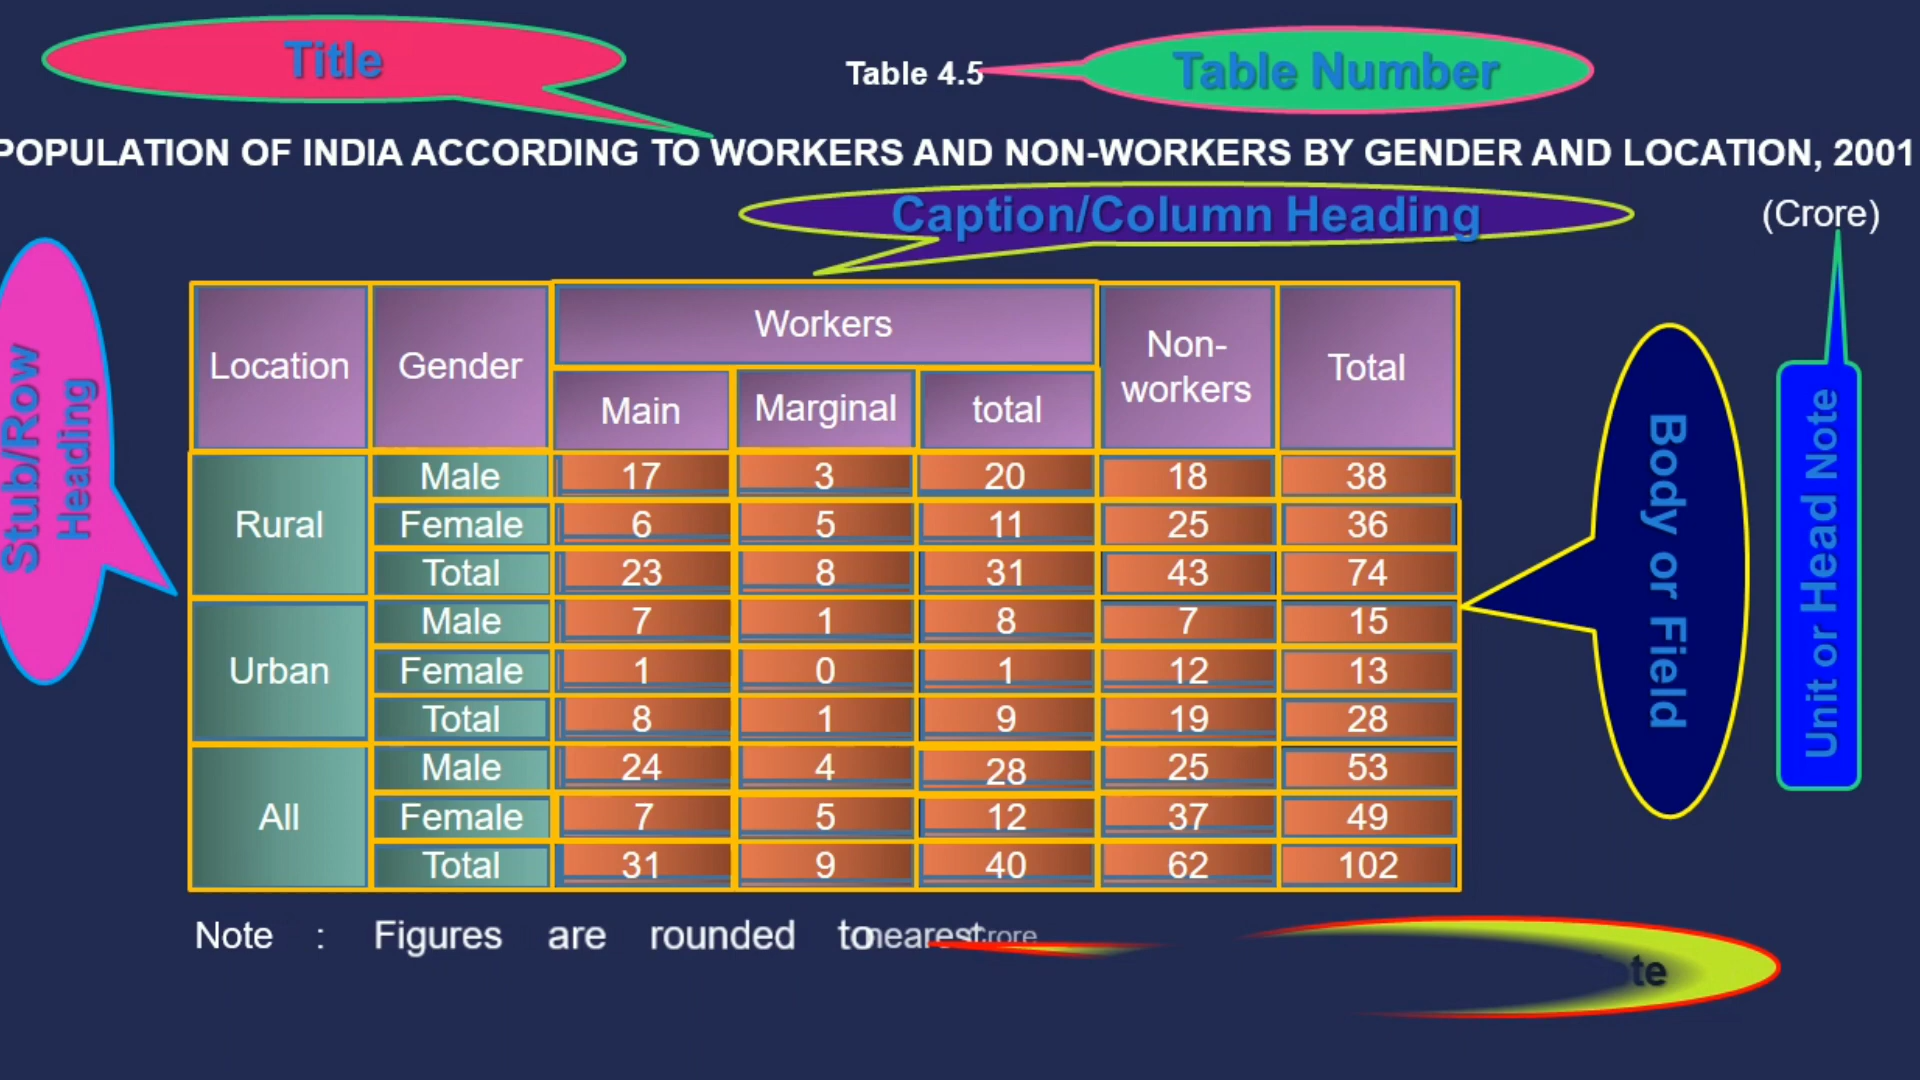 Title
Table 4.5
Table Number
POPULATION OF INDIA ACCORDING TO WORKERS AND NON-WORKERS BY GENDER AND LOCATION, 2001
Caption/Column Heading
(Crore)
Stub/Row
Heading
Location Gender Workers Non-workers Total
Main Marginal total
Rural Male 17 3 20 18 38
Female 6 5 11 25 36
Total 23 8 31 43 74
Urban Male 7 1 8 7 15
Female 1 0 1 12 13
Total 8 1 9 19 28
All Male 24 4 28 25 53
Female 7 5 12 37 49
Total 31 9 40 62 102
Body or Field
Unit or Head Note
Note : Figures are rounded to nearest crore
te